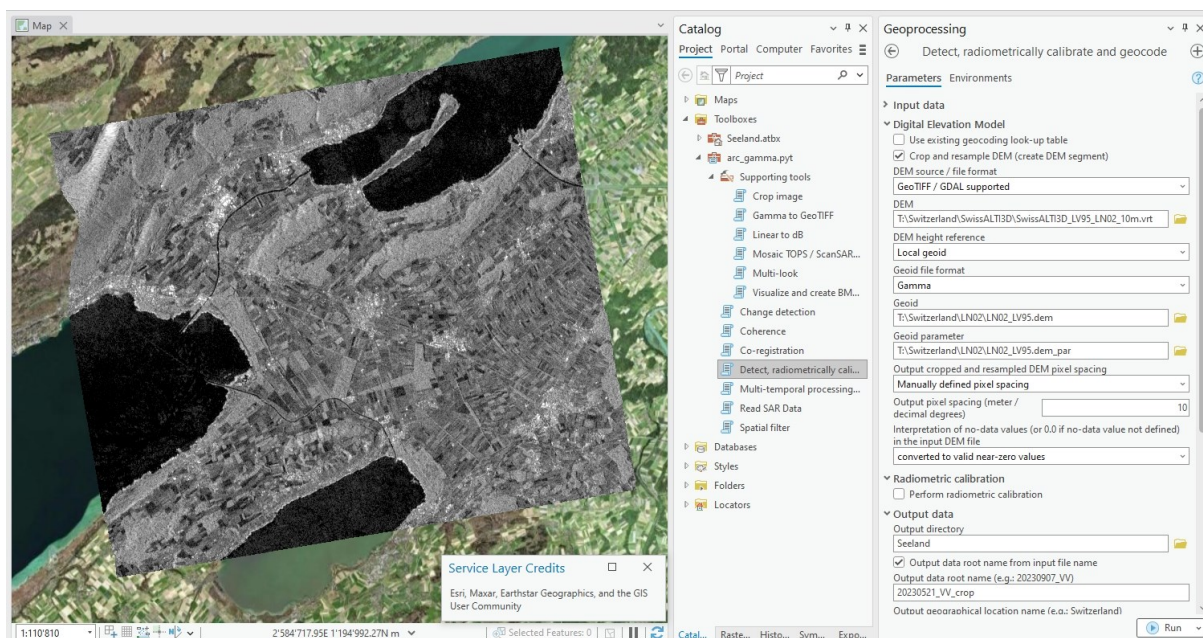 Map
Service Layer Credits
Esri, Maxar, Earthstar Geographics, and the GIS
User Community
1:110'810
2'584'717.95E 1'194'992.27N m
Selected Features: 0
Catalog
Project Portal Computer Favorites
Project
Maps
Toolboxes
Seeland.atbx
arc_gamma.pyt
Supporting tools
Crop image
Gamma to GeoTIFF
Linear to dB
Mosaic TOPS / ScanSAR...
Multi-look
Visualize and create BM...
Change detection
Coherence
Co-registration
Detect, radiometrically cali...
Multi-temporal processing...
Read SAR Data
Spatial filter
Databases
Styles
Folders
Locators
Catal... Raste... Histo... Sym... Expo...
Geoprocessing
Detect, radiometrically calibrate and geocode
Parameters Environments
Input data
Digital Elevation Model
Use existing geocoding look-up table
Crop and resample DEM (create DEM segment)
DEM source / file format
GeoTIFF / GDAL supported
DEM
T:\Switzerland\SwissALTI3D\SwissALTI3D_LV95_LN02_10m.vrt
DEM height reference
Local geoid
Geoid file format
Gamma
Geoid
T:\Switzerland\LN02\LN02_LV95.dem
Geoid parameter
T:\Switzerland\LN02\LN02_LV95.dem_par
Output cropped and resampled DEM pixel spacing
Manually defined pixel spacing
Output pixel spacing (meter /
decimal degrees)
10
Interpretation of no-data values (or 0.0 if no-data value not defined)
in the input DEM file
converted to valid near-zero values
Radiometric calibration
Perform radiometric calibration
Output data
Output directory
Seeland
Output data root name from input file name
Output data root name (e.g.: 20230907_VV)
20230521_VV_crop
Output geographical location name (e.g.: Switzerland)
Run